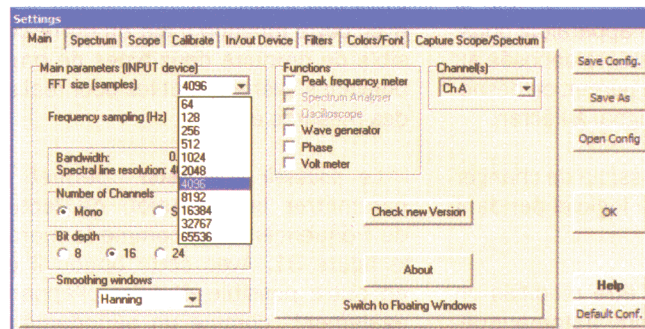 Settings
Main Spectrum Scope Calibrate In/out Device Filters Colors/Font Capture Scope/Spectrum
Main parameters (INPUT device)
FFT size (samples) 4096
64
128
256
512
1024
2048
4096
8192
16384
32767
65536
Frequency sampling (Hz)
Bandwidth: 0.
Spectral line resolution: 4
Number of Channels
Mono S
Bit depth
8 16 24
Smoothing windows
Hanning
Functions
Peak frequency meter
Spectrum Analyser
Oscilloscope
Wave generator
Phase
Volt meter
Channel(s)
Ch A
Check new Version
About
Switch to Floating Windows
Save Config.
Save As
Open Config
OK
Help
Default Conf.